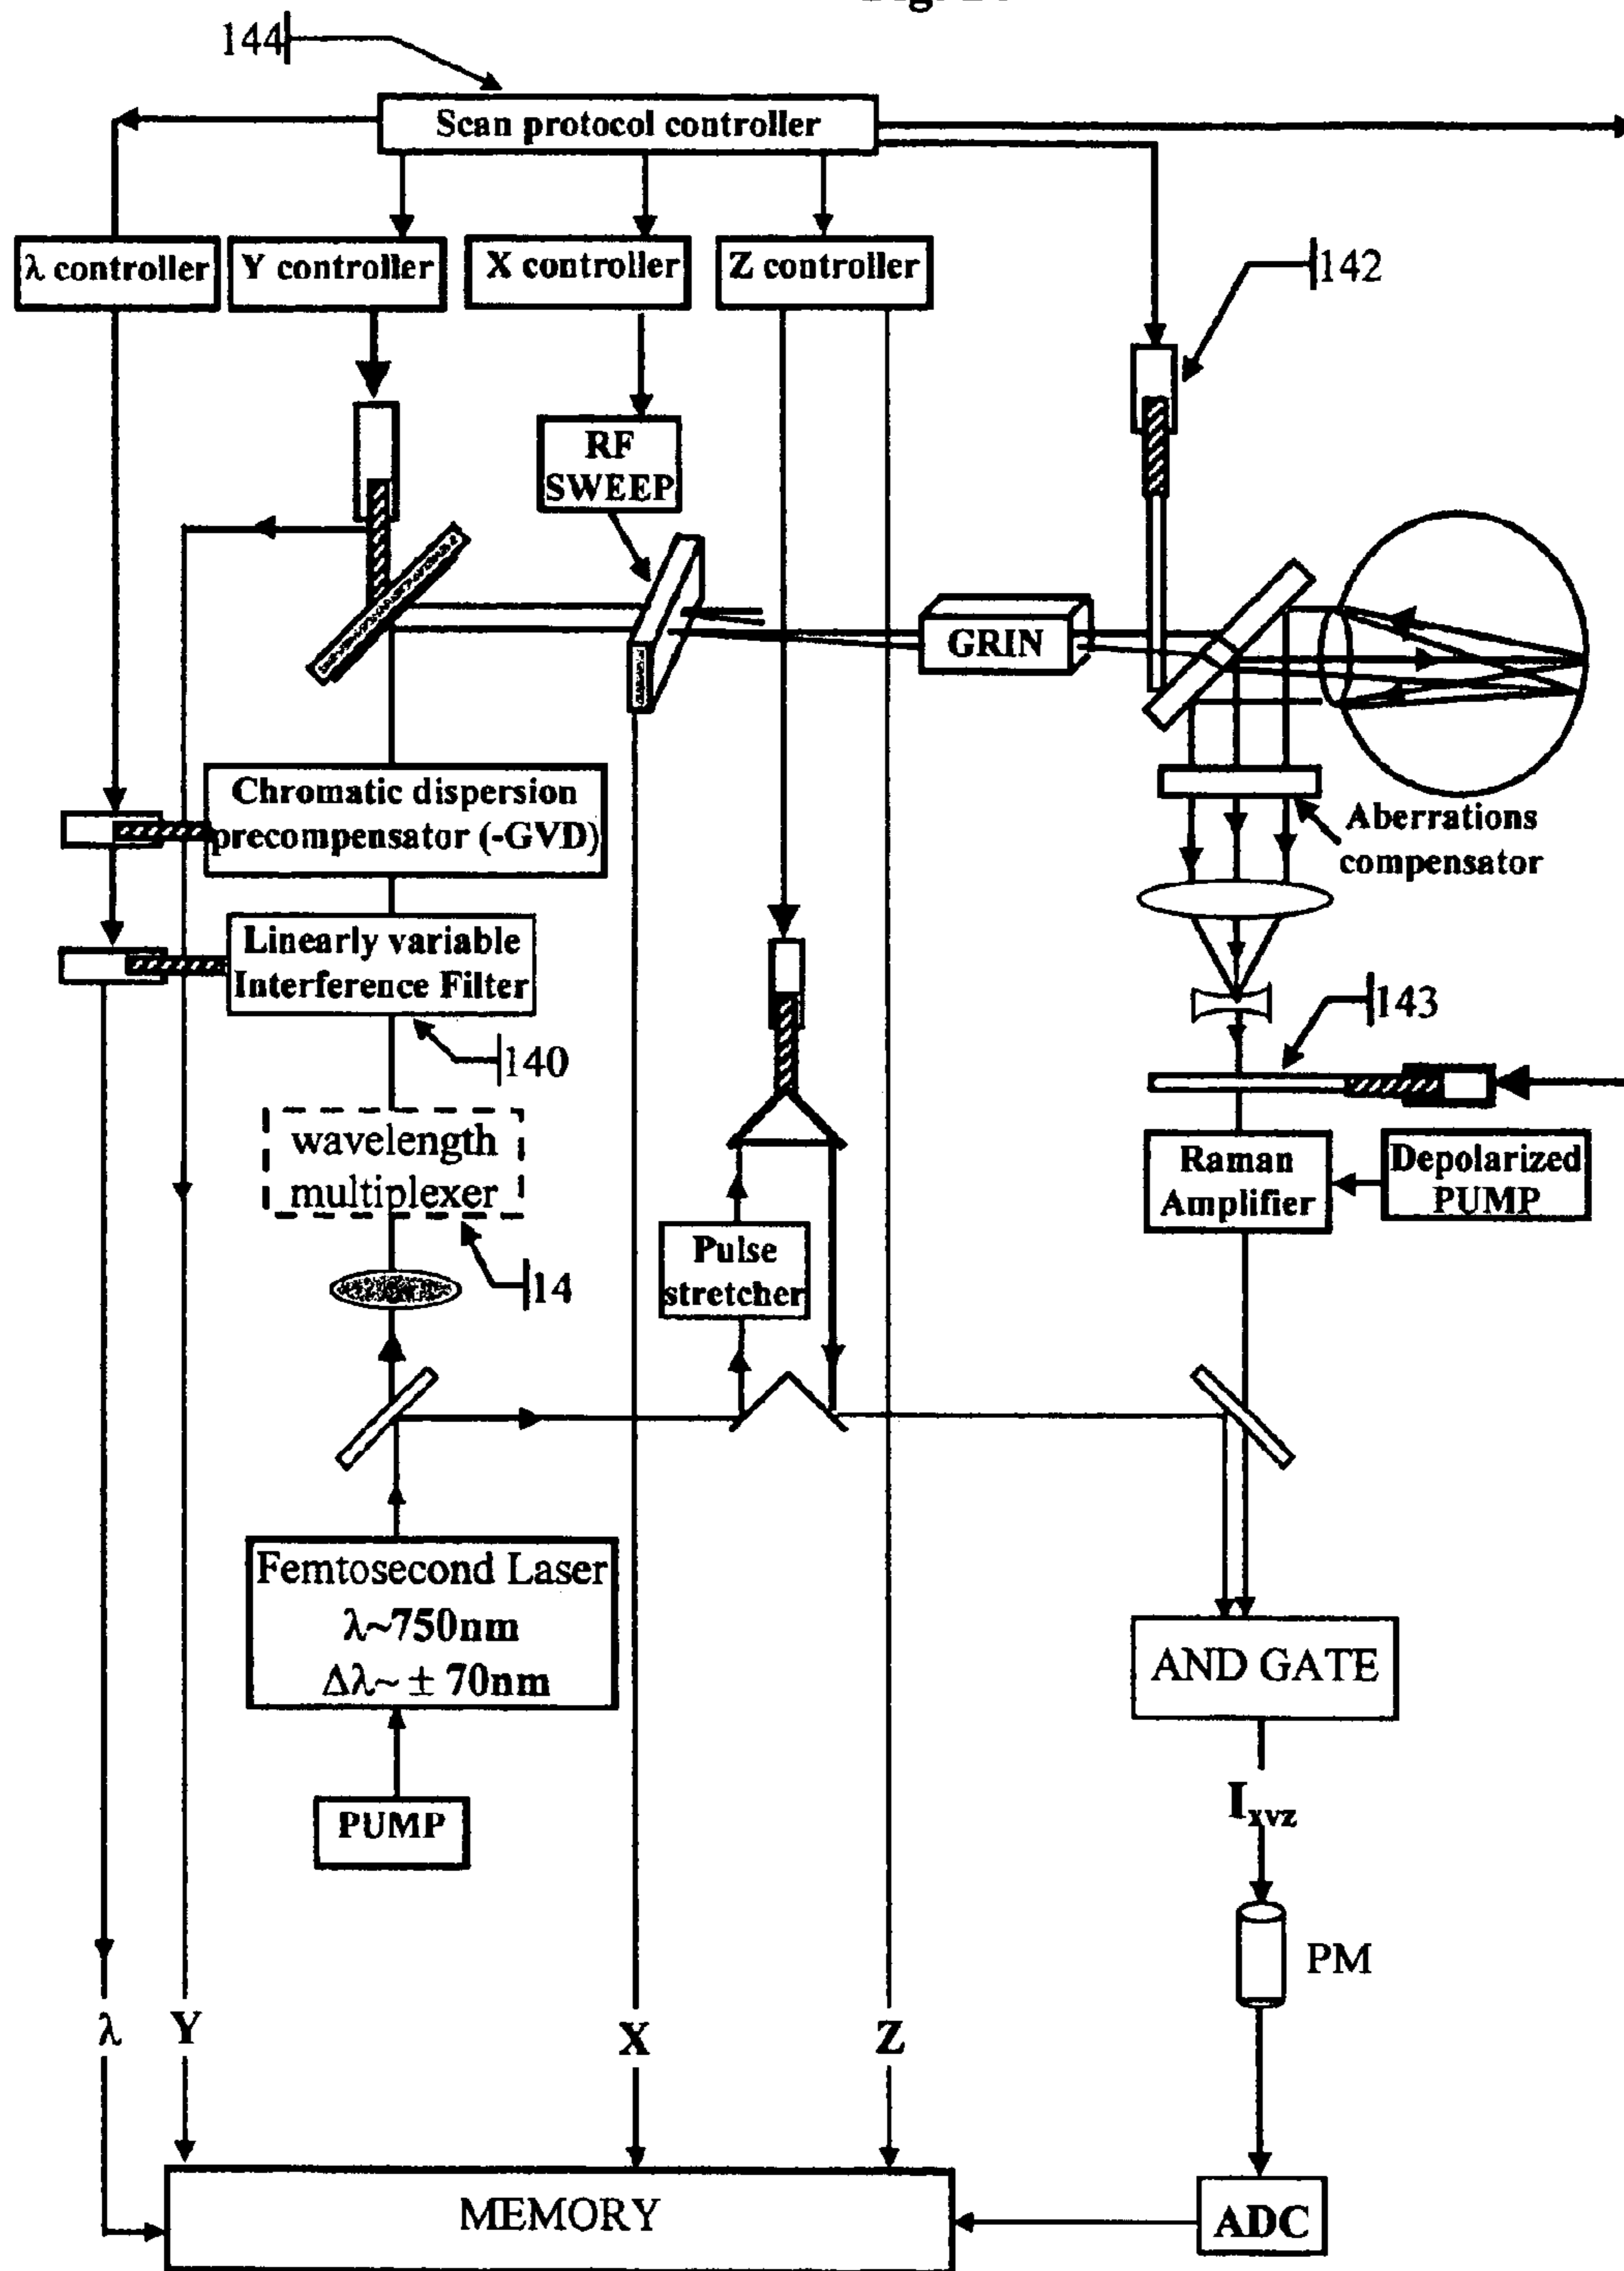 144
Scan protocol controller
λ controller
Y controller
X controller
Z controller
142
RF
SWEEP
GRIN
Chromatic dispersion
precompensator (-GVD)
Aberrations
compensator
Linearly variable
Interference Filter
140
143
wavelength
multiplexer
14
Raman
Amplifier
Depolarized
PUMP
Pulse
stretcher
Femtosecond Laser
λ~750nm
Δλ~ ± 70nm
AND GATE
PUMP
Ixyz
PM
λ
Y
X
Z
MEMORY
ADC